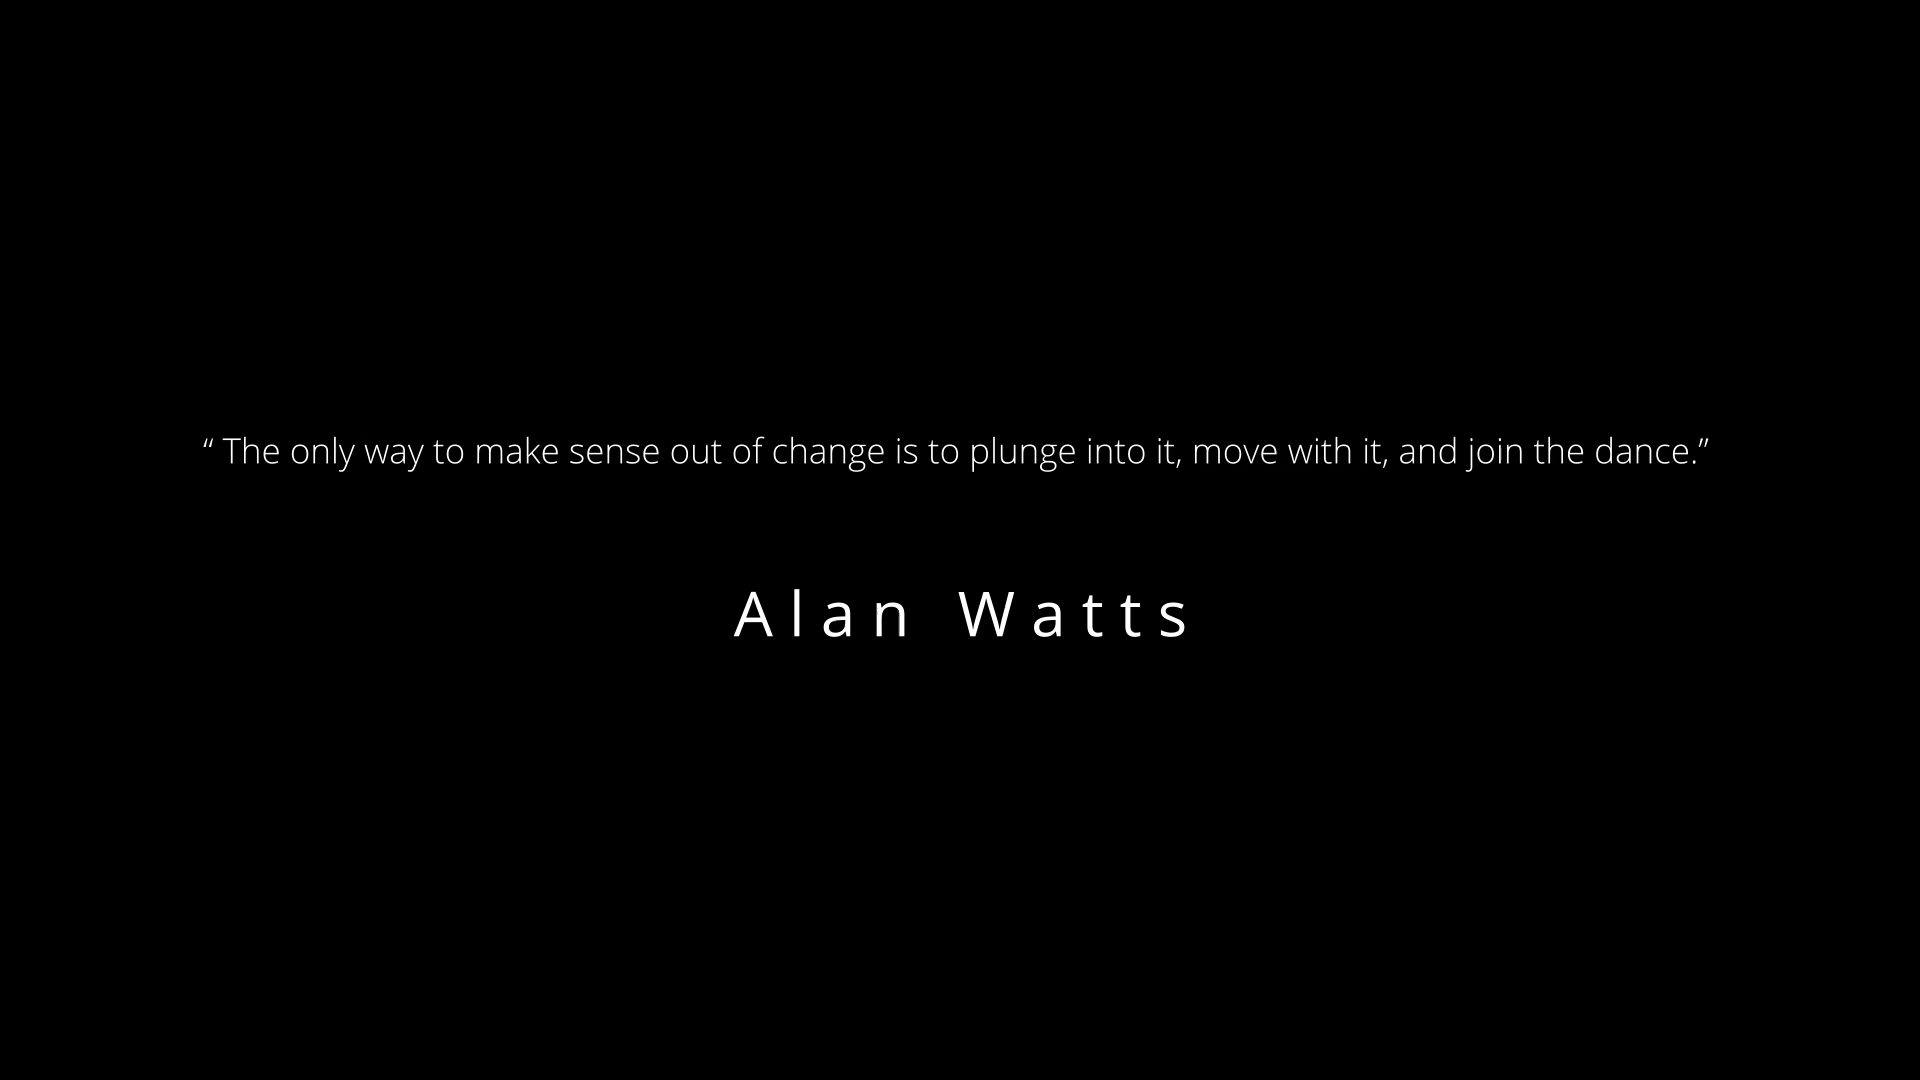 “ The only way to make sense out of change is to plunge into it, move with it, and join the dance.”
Alan Watts